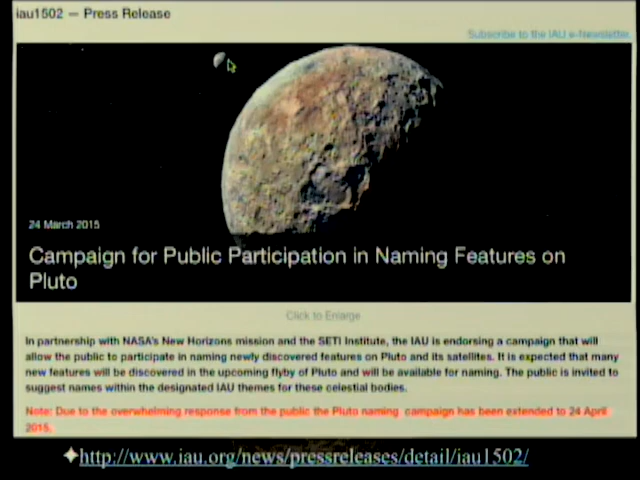 iau1502 — Press Release
Subscribe to the IAU e-Newsletter
24 March 2015
Campaign for Public Participation in Naming Features on
Pluto
Click to Enlarge
In partnership with NASA's New Horizons mission and the SETI Institute, the IAU is endorsing a campaign that will
allow the public to participate in naming newly discovered features on Pluto and its satellites. It is expected that many
new features will be discovered in the upcoming flyby of Pluto and will be available for naming. The public is invited to
suggest names within the designated IAU themes for these celestial bodies.
Note: Due to the overwhelming response from the public the Pluto naming campaign has been extended to 24 April
2015.
http://www.iau.org/news/pressreleases/detail/iau1502/